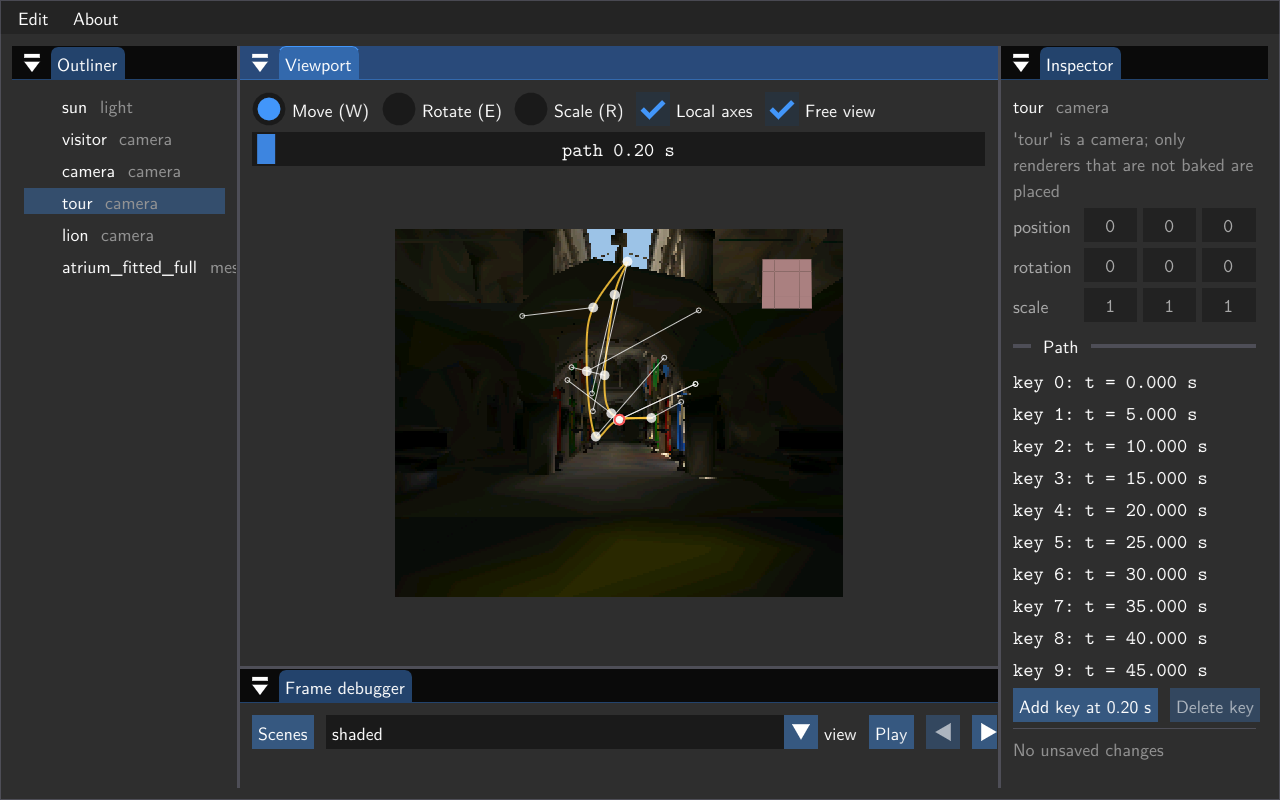 Edit About
Outliner
sun light
visitor camera
camera camera
tour camera
lion camera
atrium_fitted_full mes
Viewport
Move (W) Rotate (E) Scale (R) Local axes Free view
path 0.20 s
Frame debugger
Scenes shaded view Play
Inspector
tour camera
'tour' is a camera; only
renderers that are not baked are
placed
position 0 0 0
rotation 0 0 0
scale 1 1 1
Path
key 0: t = 0.000 s
key 1: t = 5.000 s
key 2: t = 10.000 s
key 3: t = 15.000 s
key 4: t = 20.000 s
key 5: t = 25.000 s
key 6: t = 30.000 s
key 7: t = 35.000 s
key 8: t = 40.000 s
key 9: t = 45.000 s
Add key at 0.20 s Delete key
No unsaved changes